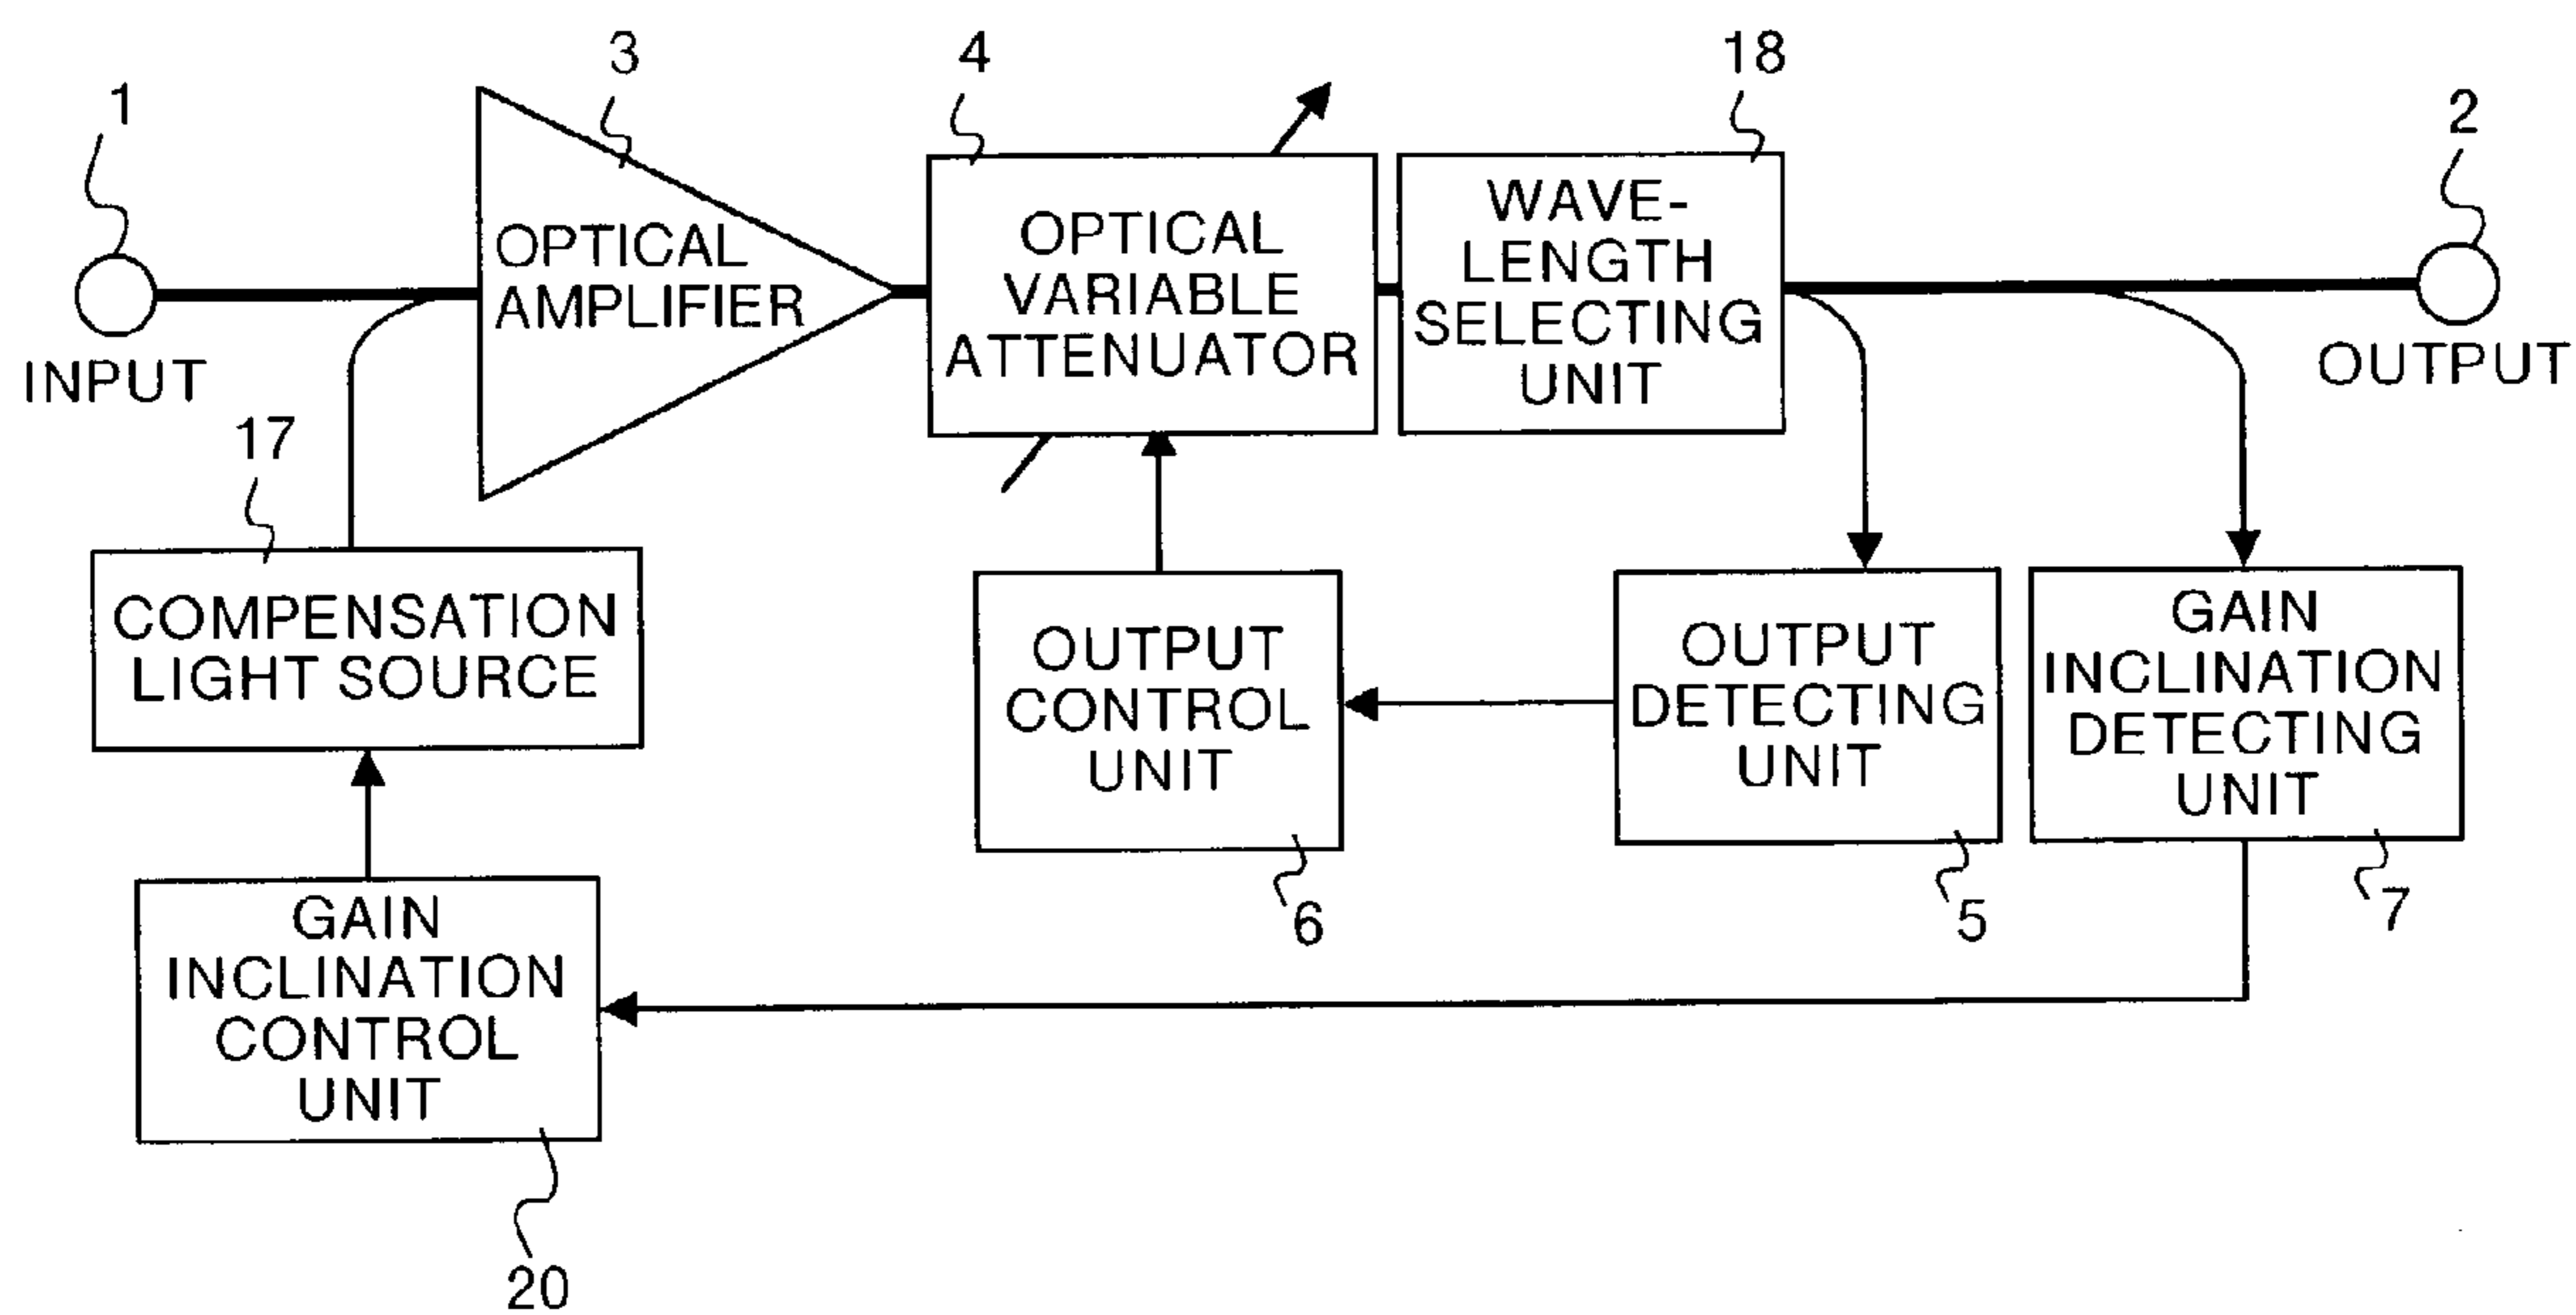 3
4
18
1
2
OPTICAL
AMPLIFIER
OPTICAL
VARIABLE
ATTENUATOR
WAVE-
LENGTH
SELECTING
UNIT
INPUT
OUTPUT
17
COMPENSATION
LIGHT SOURCE
OUTPUT
CONTROL
UNIT
OUTPUT
DETECTING
UNIT
GAIN
INCLINATION
DETECTING
UNIT
6
5
7
GAIN
INCLINATION
CONTROL
UNIT
20